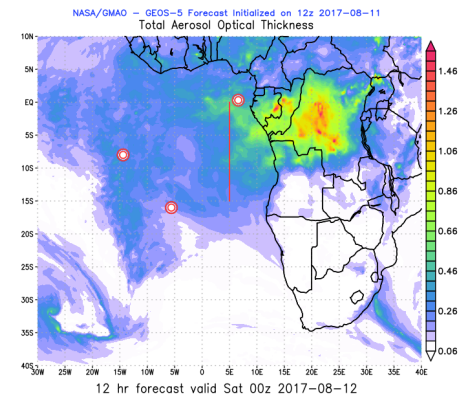 NASA/GMAO - GEOS-5 Forecast Initialized on 12z 2017-08-11
Total Aerosol Optical Thickness
10N
5N
EQ
5S
10S
15S
20S
25S
30S
35S
40S
30W 25W 20W 15W 10W 5W 0 5E 10E 15E 20E 25E 30E 35E 40E
1.46
1.26
1.06
0.86
0.66
0.46
0.26
0.06
12 hr forecast valid Sat 00z 2017-08-12